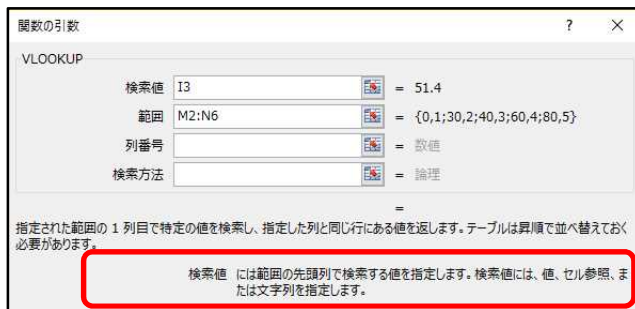 関数の引数 ? ×
VLOOKUP
検索値 I3 = 51.4
範囲 M2:N6 = {0,1;30,2;40,3;60,4;80,5}
列番号 = 数値
検索方法 = 論理
=
指定された範囲の 1 列目で特定の値を検索し、指定した列と同じ行にある値を返します。テーブルは昇順で並べ替えておく
必要があります。
検索値 には範囲の先頭列で検索する値を指定します。検索値には、値、セル参照、ま
たは文字列を指定します。